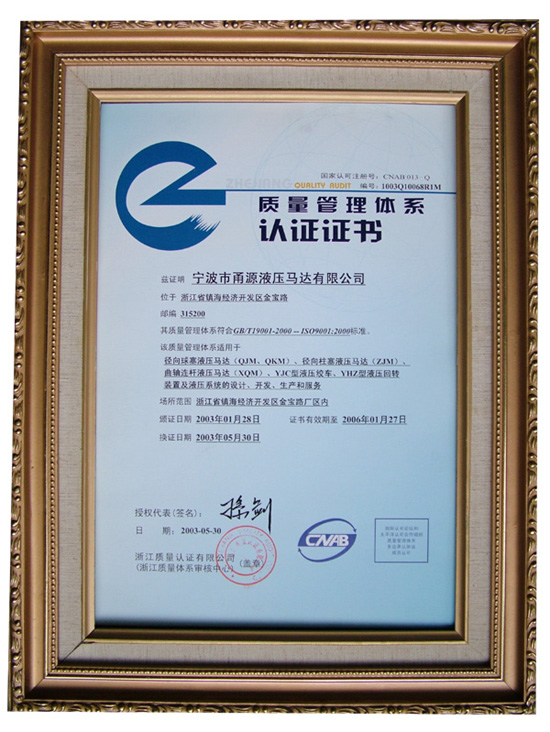 国家认可注册号：CNAB 013-Q
ZHEJIANG QUALITY AUDIT 编号：1003Q10068R1M
质量管理体系
认证证书
兹证明 宁波市甬源液压马达有限公司
位于 浙江省镇海经济开发区金宝路
邮编 315200
其质量管理体系符合GB/T19001-2000 -- ISO9001:2000标准。
该质量管理体系适用于
径向球塞液压马达（QJM、QKM）、径向柱塞液压马达（ZJM）、
曲轴连杆液压马达（XQM）、YJC型液压绞车、YHZ型液压回转
装置及液压系统的设计、开发、生产和服务
场所范围 浙江省镇海经济开发区金宝路厂区内
颁证日期 2003年01月28日 证书有效期至 2006年01月27日
换证日期 2003年05月30日
授权代表(签名):
日 期: 2003-05-30
浙江质量认证有限公司
(浙江质量体系审核中心) (盖章)
CNAB